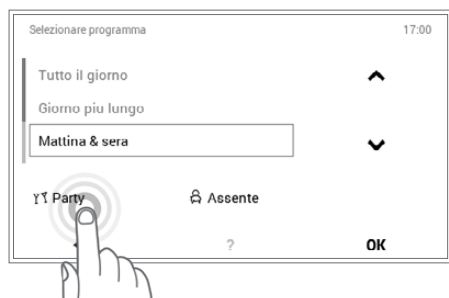 Selezionare programma 17:00
Tutto il giorno
Giorno piu lungo
Mattina & sera
Party Assente
? OK